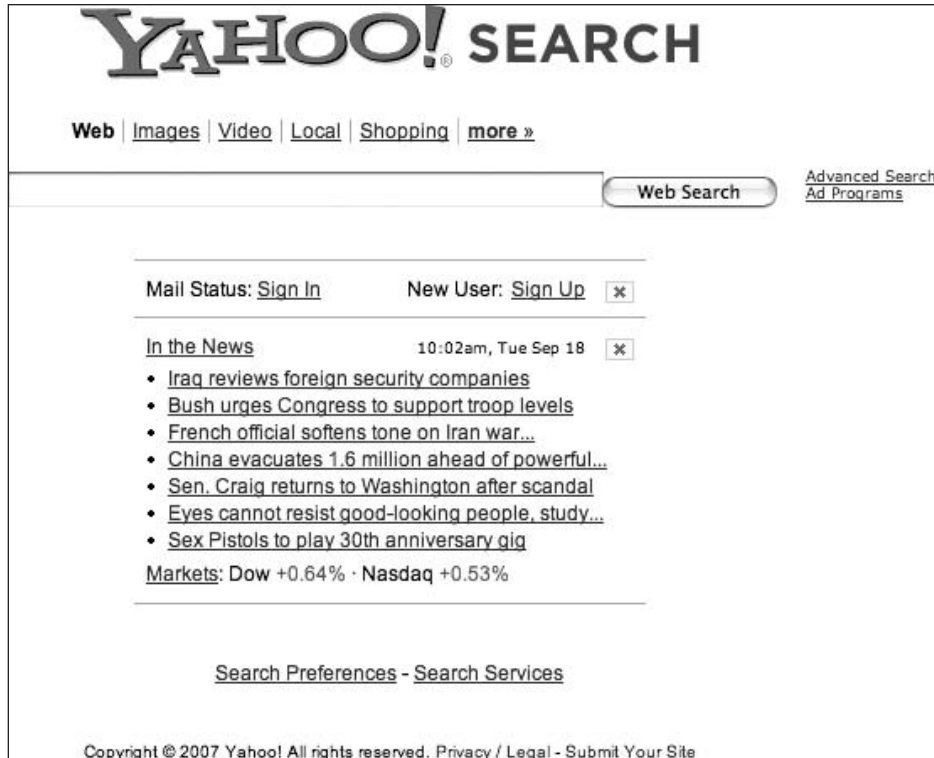 YAHOO!® SEARCH
Web | Images | Video | Local | Shopping | more »
Web Search
Advanced Search
Ad Programs
Mail Status: Sign In New User: Sign Up
In the News 10:02am, Tue Sep 18
• Iraq reviews foreign security companies
• Bush urges Congress to support troop levels
• French official softens tone on Iran war...
• China evacuates 1.6 million ahead of powerful...
• Sen. Craig returns to Washington after scandal
• Eyes cannot resist good-looking people, study...
• Sex Pistols to play 30th anniversary gig
Markets: Dow +0.64% · Nasdaq +0.53%
Search Preferences - Search Services
Copyright © 2007 Yahoo! All rights reserved. Privacy / Legal - Submit Your Site